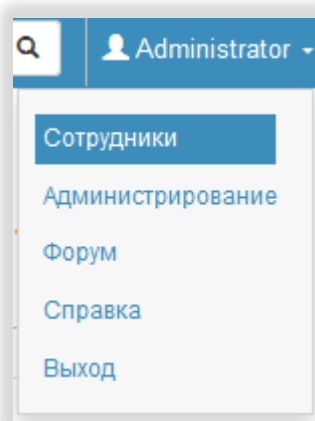 Administrator
Сотрудники
Администрирование
Форум
Справка
Выход